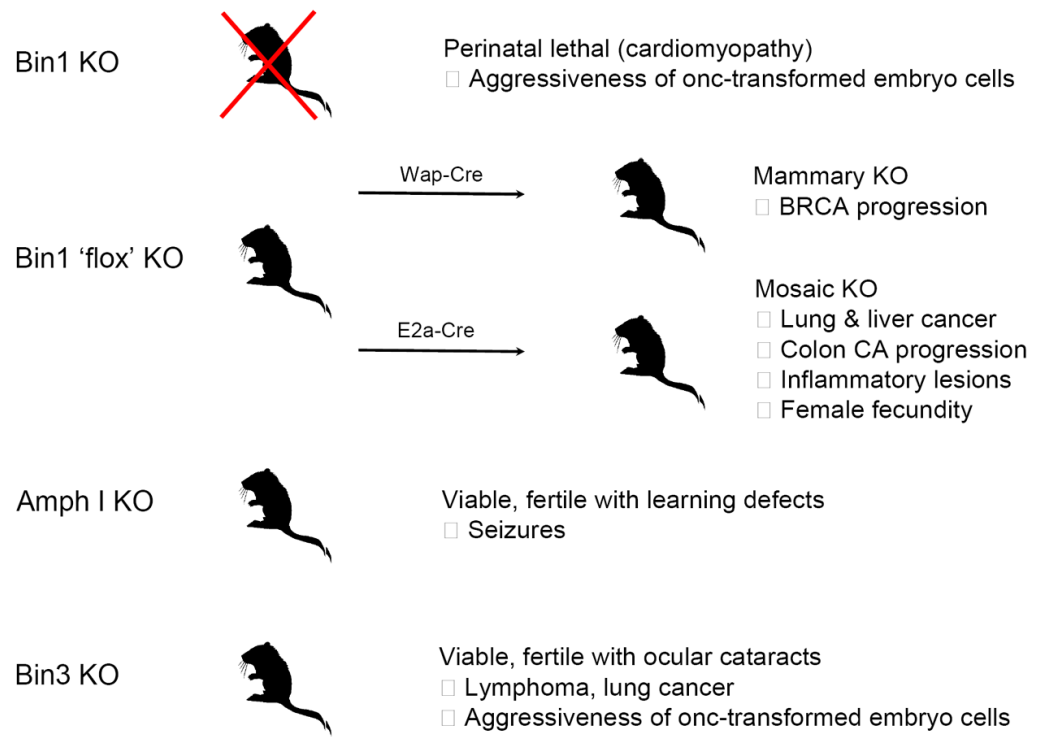 Bin1 KO
Perinatal lethal (cardiomyopathy)
□ Aggressiveness of onc-transformed embryo cells
Wap-Cre
Mammary KO
□ BRCA progression
Bin1 ‘flox’ KO
E2a-Cre
Mosaic KO
□ Lung & liver cancer
□ Colon CA progression
□ Inflammatory lesions
□ Female fecundity
Amph I KO
Viable, fertile with learning defects
□ Seizures
Bin3 KO
Viable, fertile with ocular cataracts
□ Lymphoma, lung cancer
□ Aggressiveness of onc-transformed embryo cells